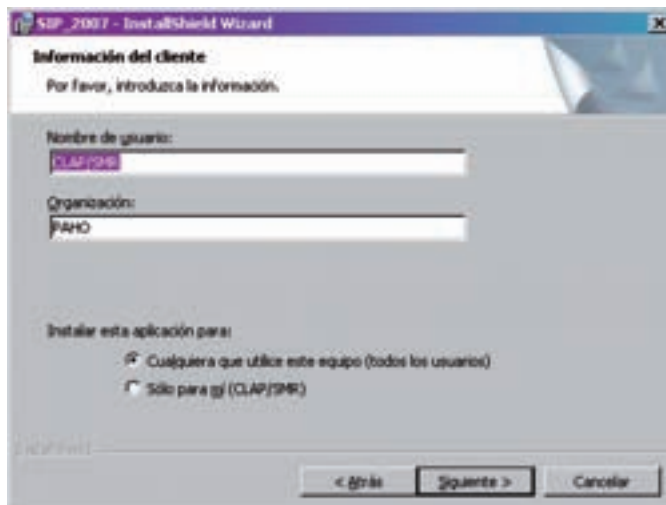 SIP_2007 - InstallShield Wizard
Información del cliente
Por favor, introduzca la información.
Nombre de usuario:
CLAP/SMR
Organización:
PAHO
Instalar esta aplicación para:
Cualquiera que utilice este equipo (todos los usuarios)
Sólo para mí (CLAP/SMR)
InstallShield
< Atrás
Siguiente >
Cancelar